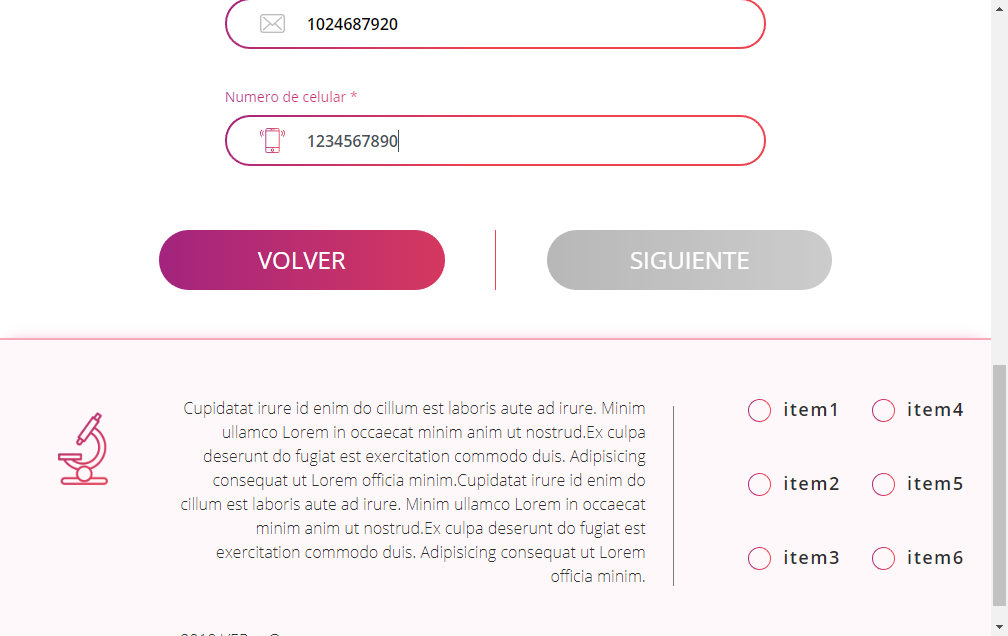 1024687920
Numero de celular *
1234567890
VOLVER
SIGUIENTE
Cupidatat irure id enim do cillum est laboris aute ad irure. Minim
ullamco Lorem in occaecat minim anim ut nostrud.Ex culpa
deserunt do fugiat est exercitation commodo duis. Adipisicing
consequat ut Lorem officia minim.Cupidatat irure id enim do
cillum est laboris aute ad irure. Minim ullamco Lorem in occaecat
minim anim ut nostrud.Ex culpa deserunt do fugiat est
exercitation commodo duis. Adipisicing consequat ut Lorem
officia minim.
item1
item4
item2
item5
item3
item6